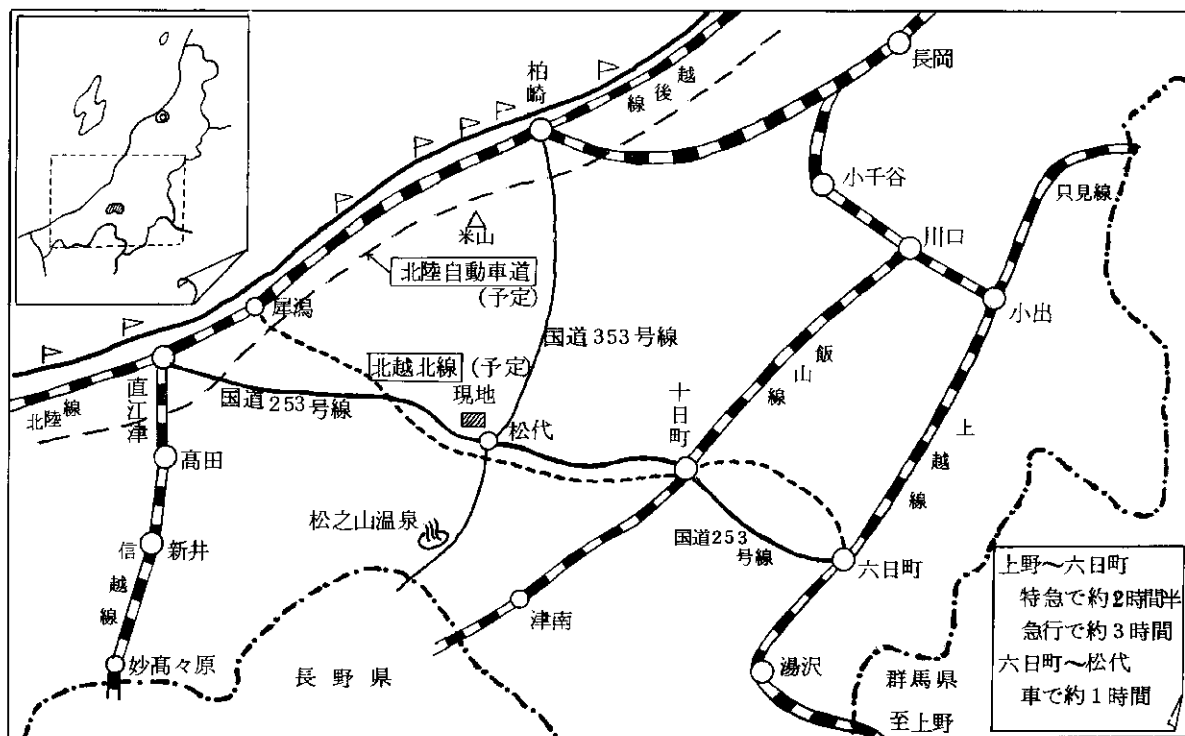 長岡
越後線
柏崎
小千谷
只見線
川口
米山
北陸自動車道
(予定)
犀潟
小出
国道353号線
北越北線(予定)
飯山線
直江津
国道253号線
現地
十日町
上越線
北陸線
松代
高田
松之山温泉
国道253号線
信越線
新井
六日町
津南
妙高々原
長野県
湯沢
群馬県
至上野
上野～六日町
特急で約2時間半
急行で約3時間
六日町～松代
車で約1時間